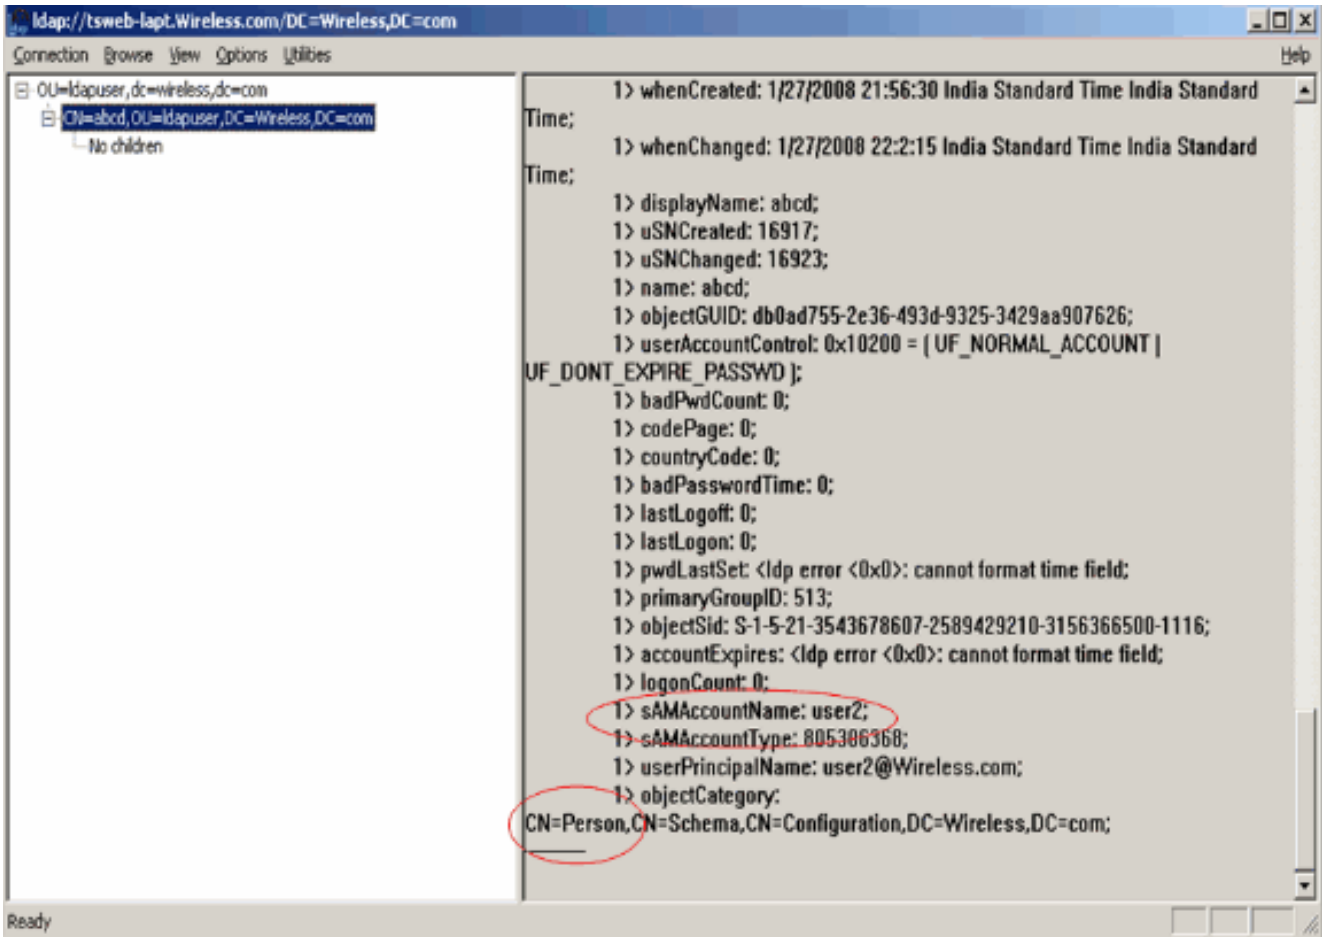 ldap://tsweb-lapt.Wireless.com/DC=Wireless,DC=com
Connection Browse View Options Utilities Help
OU=ldapuser,dc=wireless,dc=com
CN=abcd,OU=ldapuser,DC=Wireless,DC=com
No children
1> whenCreated: 1/27/2008 21:56:30 India Standard Time India Standard
Time;
1> whenChanged: 1/27/2008 22:2:15 India Standard Time India Standard
Time;
1> displayName: abcd;
1> uSNCreated: 16917;
1> uSNChanged: 16923;
1> name: abcd;
1> objectGUID: db0ad755-2e36-493d-9325-3429aa907626;
1> userAccountControl: 0x10200 = ( UF_NORMAL_ACCOUNT |
UF_DONT_EXPIRE_PASSWD );
1> badPwdCount: 0;
1> codePage: 0;
1> countryCode: 0;
1> badPasswordTime: 0;
1> lastLogoff: 0;
1> lastLogon: 0;
1> pwdLastSet: <ldp error <0x0>: cannot format time field;
1> primaryGroupID: 513;
1> objectSid: S-1-5-21-3543678607-2589429210-3156366500-1116;
1> accountExpires: <ldp error <0x0>: cannot format time field;
1> logonCount: 0;
1> sAMAccountName: user2;
1> sAMAccountType: 805306368;
1> userPrincipalName: user2@Wireless.com;
1> objectCategory:
CN=Person,CN=Schema,CN=Configuration,DC=Wireless,DC=com;
Ready